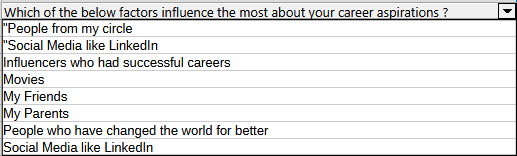 Which of the below factors influence the most about your career aspirations ?
"People from my circle
"Social Media like LinkedIn
Influencers who had successful careers
Movies
My Friends
My Parents
People who have changed the world for better
Social Media like LinkedIn